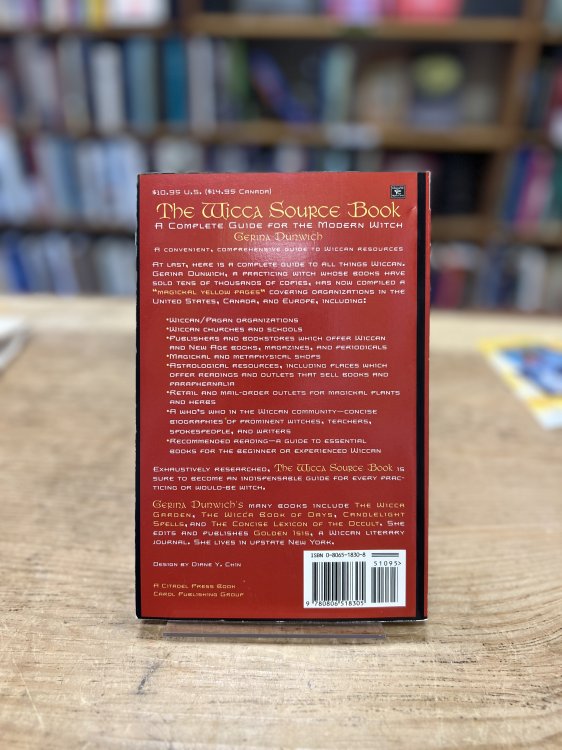 $10.95 U.S. ($14.95 Canada)
The Wicca Source Book
A Complete Guide for the Modern Witch
Gerina Dunwich
A convenient, comprehensive guide to Wiccan resources
At last, here is a complete guide to all things Wiccan.
Gerina Dunwich, a practicing witch whose books have
sold tens of thousands of copies, has now compiled a
"magickal yellow pages" covering organizations in the
United States, Canada, and Europe, including:
•Wiccan/Pagan organizations
•Wiccan churches and schools
•Publishers and bookstores which offer Wiccan
and New Age books, magazines, and periodicals
•Magickal and metaphysical shops
•Astrological resources, including places which
offer readings and outlets that sell books and
paraphernalia
•Retail and mail-order outlets for magickal plants
and herbs
•A who's who in the Wiccan community—concise
biographies of prominent witches, teachers,
spokespeople, and writers
•Recommended reading—a guide to essential
books for the beginner or experienced Wiccan
Exhaustively researched, The Wicca Source Book is
sure to become an indispensable guide for every prac-
ticing or would-be witch.
Gerina Dunwich's many books include The Wicca
Garden, The Wicca Book of Days, Candlelight
Spells, and The Concise Lexicon of the Occult. She
edits and publishes Golden Isis, a Wiccan literary
journal. She lives in upstate New York.
Design by Diane Y. Chin
A Citadel Press Book
Carol Publishing Group
ISBN 0-8065-1830-8
51095>
9 780806 518305